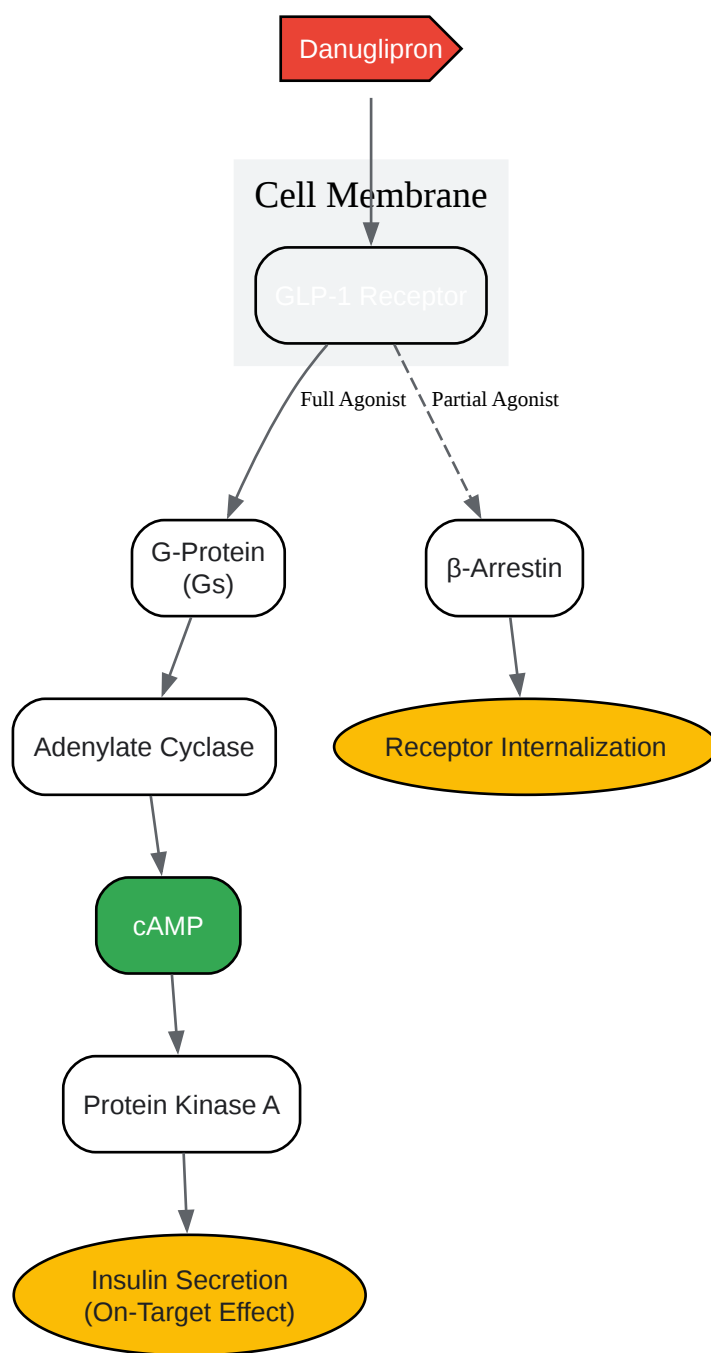 Danuglipron
Cell Membrane
GLP-1 Receptor
Full Agonist
Partial Agonist
G-Protein
(Gs)
β-Arrestin
Adenylate Cyclase
Receptor Internalization
cAMP
Protein Kinase A
Insulin Secretion
(On-Target Effect)